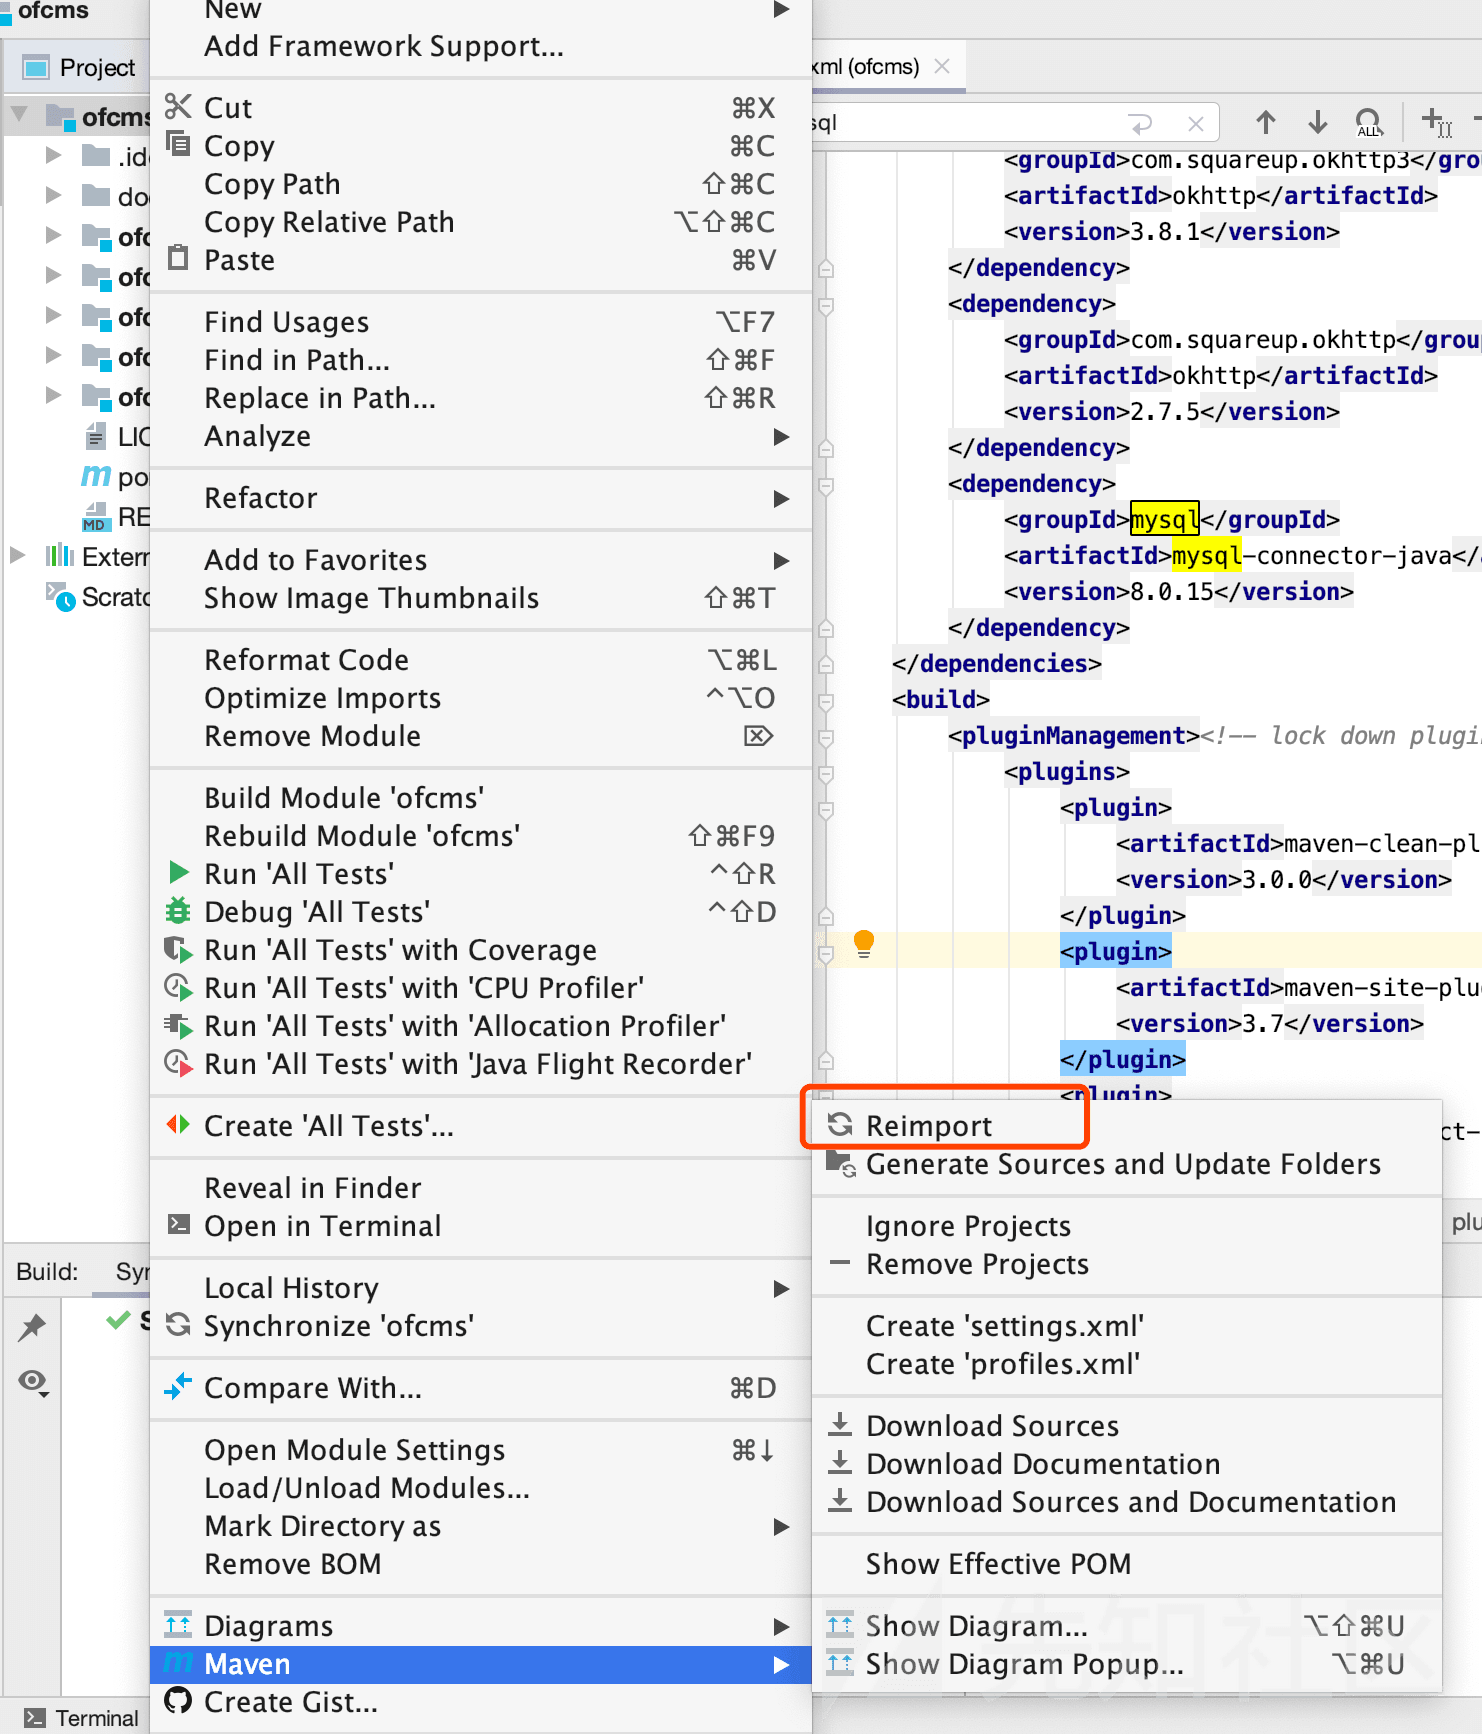 ofcms
Project
ofcms
.id
LIC
RE
Extern
Build:
Terminal
New
Add Framework Support...
Cut ⌘X
Copy ⌘C
Copy Path ⇧⌘C
Copy Relative Path ⌥⇧⌘C
Paste ⌘V
Find Usages ⌥F7
Find in Path... ⇧⌘F
Replace in Path... ⇧⌘R
Analyze
Refactor
Add to Favorites
Show Image Thumbnails ⇧⌘T
Reformat Code ⌥⌘L
Optimize Imports ^⌥O
Remove Module ⌦
Build Module 'ofcms'
Rebuild Module 'ofcms' ⇧⌘F9
Run 'All Tests' ^⇧R
Debug 'All Tests' ^⇧D
Run 'All Tests' with Coverage
Run 'All Tests' with 'CPU Profiler'
Run 'All Tests' with 'Allocation Profiler'
Run 'All Tests' with 'Java Flight Recorder'
Create 'All Tests'...
Reveal in Finder
Open in Terminal
Local History
Synchronize 'ofcms'
Compare With... ⌘D
Open Module Settings ⌘↓
Load/Unload Modules...
Mark Directory as
Remove BOM
Diagrams
Maven
Create Gist...
xml (ofcms)
sql
ALL
<groupId>com.squareup.okhttp3</gro
<artifactId>okhttp</artifactId>
<version>3.8.1</version>
</dependency>
<dependency>
<groupId>com.squareup.okhttp</grou
<artifactId>okhttp</artifactId>
<version>2.7.5</version>
</dependency>
<dependency>
<groupId>mysql</groupId>
<artifactId>mysql-connector-java</a
<version>8.0.15</version>
</dependency>
</dependencies>
<build>
<pluginManagement><!-- lock down plugi
<plugins>
<plugin>
<artifactId>maven-clean-pl
<version>3.0.0</version>
</plugin>
<plugin>
<artifactId>maven-site-plu
<version>3.7</version>
</plugin>
<plugin>
ct-
plu
Reimport
Generate Sources and Update Folders
Ignore Projects
Remove Projects
Create 'settings.xml'
Create 'profiles.xml'
Download Sources
Download Documentation
Download Sources and Documentation
Show Effective POM
Show Diagram... ⌥⇧⌘U
Show Diagram Popup... ⌥⌘U
先知社区